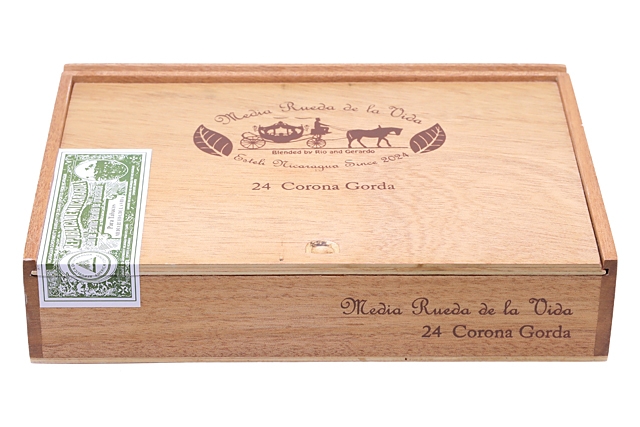 Media Rueda de la Vida
Blended by Rio and Gerardo
Esteli Nicaragua Since 2024
24 Corona Gorda
Media Rueda de la Vida
24 Corona Gorda